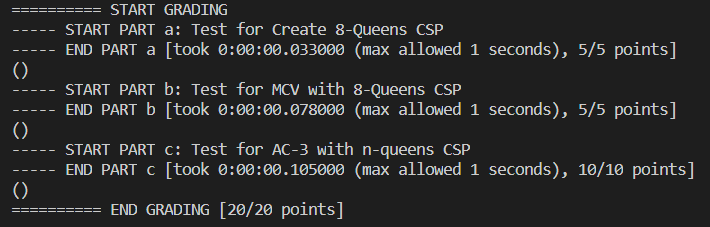 ========== START GRADING
----- START PART a: Test for Create 8-Queens CSP
----- END PART a [took 0:00:00.033000 (max allowed 1 seconds), 5/5 points]
()
----- START PART b: Test for MCV with 8-Queens CSP
----- END PART b [took 0:00:00.078000 (max allowed 1 seconds), 5/5 points]
()
----- START PART c: Test for AC-3 with n-queens CSP
----- END PART c [took 0:00:00.105000 (max allowed 1 seconds), 10/10 points]
()
========== END GRADING [20/20 points]